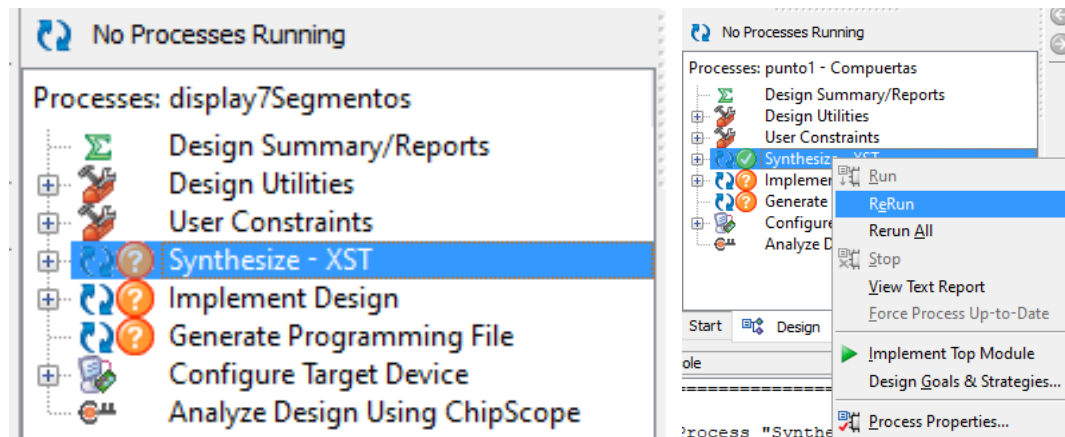 No Processes Running
Processes: display7Segmentos
Design Summary/Reports
Design Utilities
User Constraints
Synthesize - XST
Implement Design
Generate Programming File
Configure Target Device
Analyze Design Using ChipScope
No Processes Running
Processes: punto1 - Compuertas
Design Summary/Reports
Design Utilities
User Constraints
Synthesize - XST
Implemen
Generate
Configure
Analyze D
Run
ReRun
Rerun All
Stop
View Text Report
Force Process Up-to-Date
Implement Top Module
Design Goals & Strategies...
Process Properties...
Start Design
ole
Process "Synthe